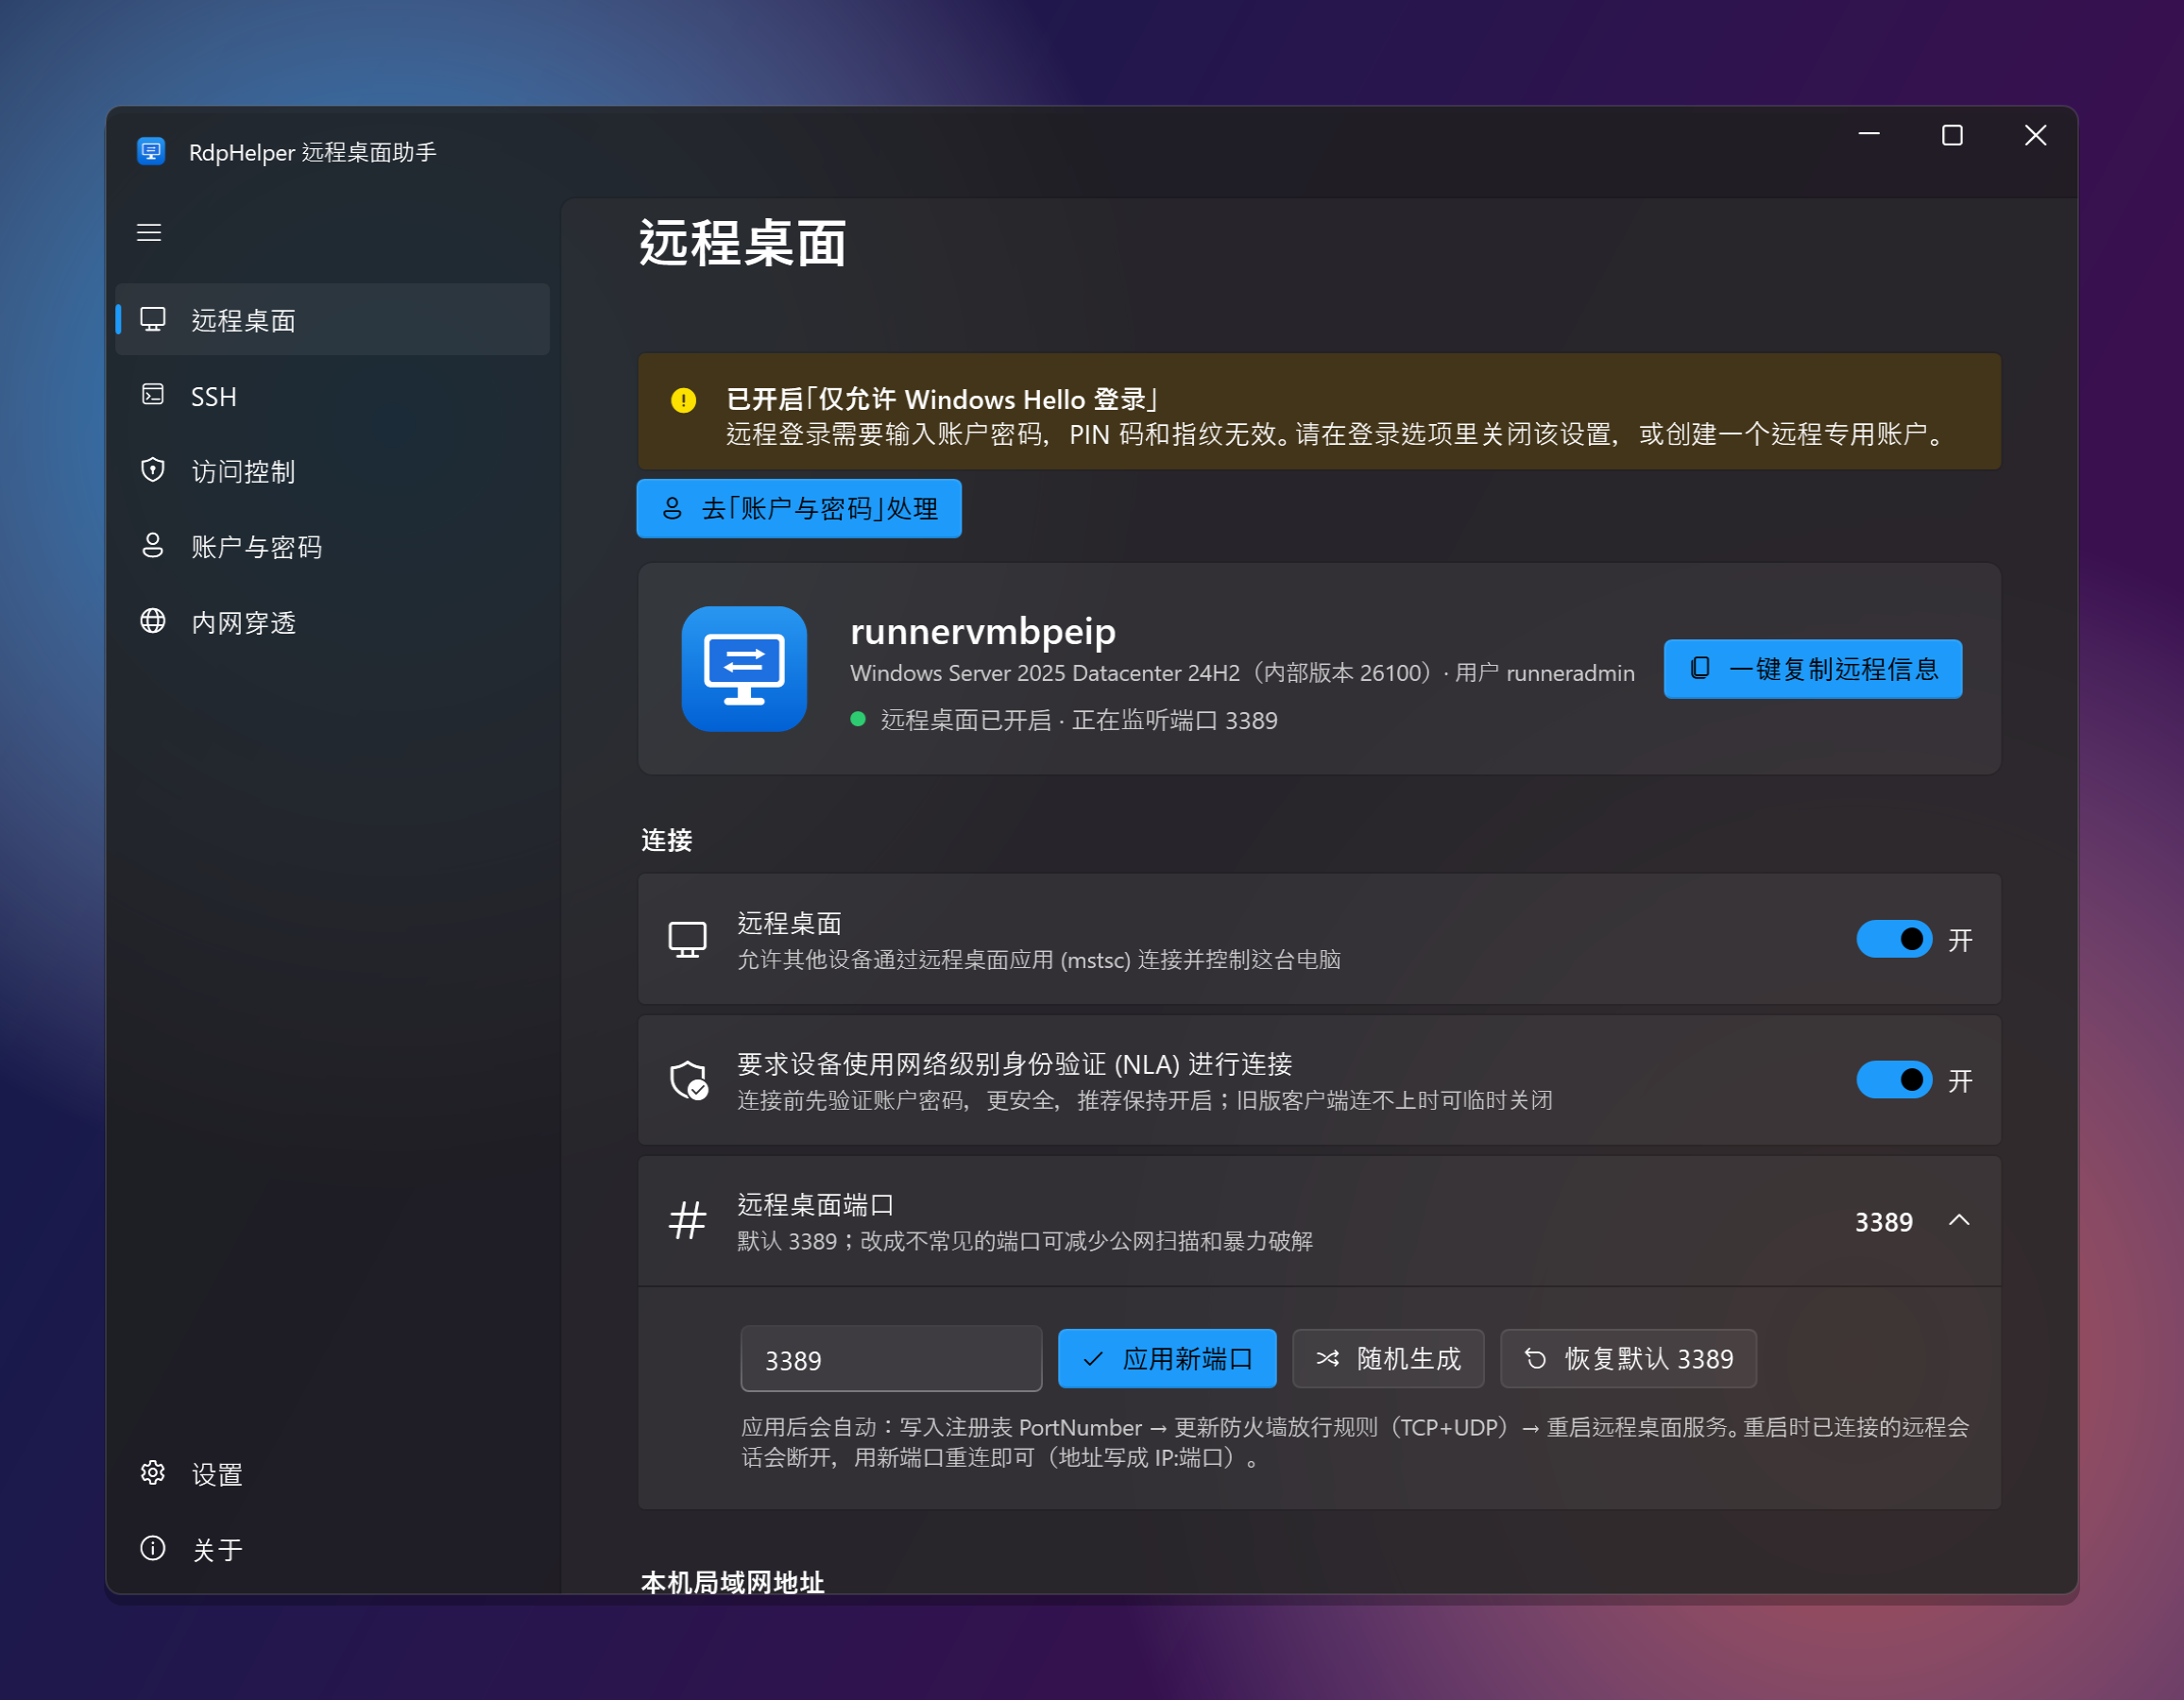 RdpHelper 远程桌面助手
远程桌面
SSH
访问控制
账户与密码
内网穿透
设置
关于
远程桌面
已开启「仅允许 Windows Hello 登录」
远程登录需要输入账户密码，PIN 码和指纹无效。请在登录选项里关闭该设置，或创建一个远程专用账户。
去「账户与密码」处理
runnervmbpeip
Windows Server 2025 Datacenter 24H2（内部版本 26100）· 用户 runneradmin
远程桌面已开启 · 正在监听端口 3389
一键复制远程信息
连接
远程桌面
允许其他设备通过远程桌面应用 (mstsc) 连接并控制这台电脑
开
要求设备使用网络级别身份验证 (NLA) 进行连接
连接前先验证账户密码，更安全，推荐保持开启；旧版客户端连不上时可临时关闭
开
远程桌面端口
默认 3389；改成不常见的端口可减少公网扫描和暴力破解
3389
3389
应用新端口
随机生成
恢复默认 3389
应用后会自动：写入注册表 PortNumber → 更新防火墙放行规则（TCP+UDP）→ 重启远程桌面服务。重启时已连接的远程会
话会断开，用新端口重连即可（地址写成 IP:端口）。
本机局域网地址